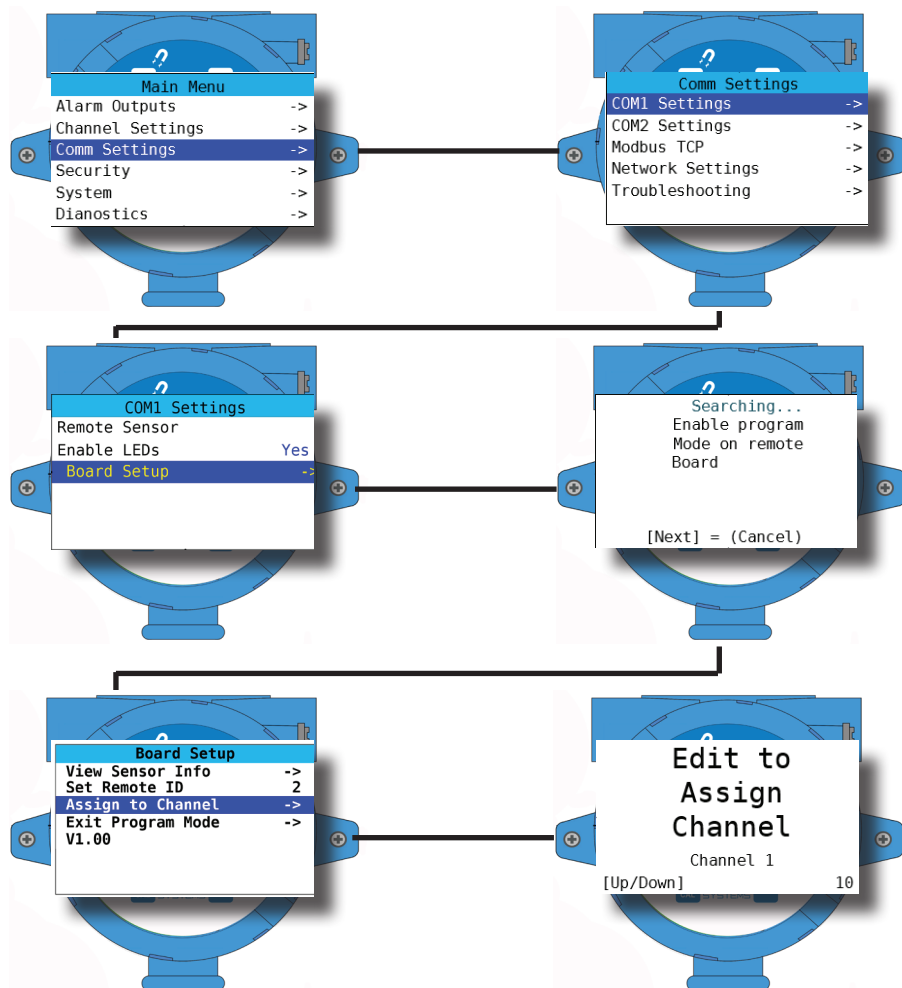 Main Menu
Alarm Outputs ->
Channel Settings ->
Comm Settings ->
Security ->
System ->
Dianostics ->
Comm Settings
COM1 Settings ->
COM2 Settings ->
Modbus TCP ->
Network Settings ->
Troubleshooting ->
COM1 Settings
Remote Sensor
Enable LEDs Yes
Board Setup ->
Searching...
Enable program
Mode on remote
Board
[Next] = (Cancel)
Board Setup
View Sensor Info ->
Set Remote ID 2
Assign to Channel ->
Exit Program Mode ->
V1.00
Edit to
Assign
Channel
Channel 1
[Up/Down] 10